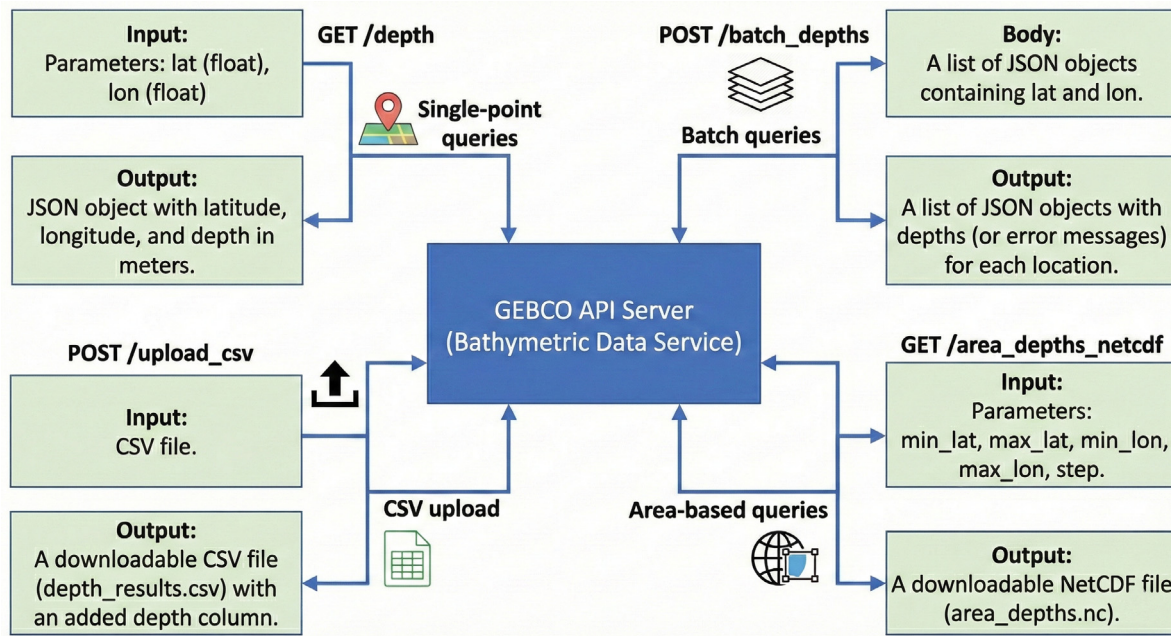 Input:
Parameters: lat (float),
lon (float)
GET /depth
Single-point
queries
Output:
JSON object with latitude,
longitude, and depth in
meters.
POST /batch_depths
Batch queries
Body:
A list of JSON objects
containing lat and lon.
Output:
A list of JSON objects with
depths (or error messages)
for each location.
GEBCO API Server
(Bathymetric Data Service)
POST /upload_csv
Input:
CSV file.
CSV upload
Output:
A downloadable CSV file
(depth_results.csv) with
an added depth column.
GET /area_depths_netcdf
Input:
Parameters:
min_lat, max_lat, min_lon,
max_lon, step.
Area-based queries
Output:
A downloadable NetCDF file
(area_depths.nc).